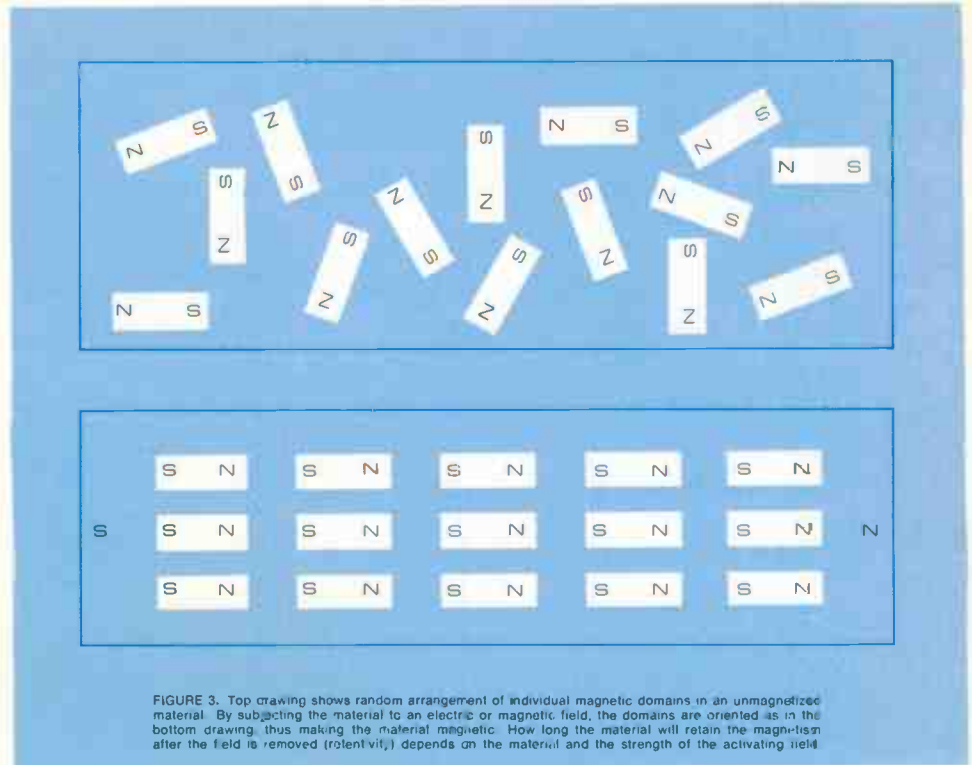 N S
N S
N S
N S
S N
N S
S N
N S
S N
N S
S N
S N
S N
N S
N S
S N S N S N S N S N
S S N S N S N S N S N N
S N S N S N S N S N
FIGURE 3. Top drawing shows random arrangement of individual magnetic domains in an unmagnetized
material. By subjecting the material to an electric or magnetic field, the domains are oriented as in the
bottom drawing, thus making the material magnetic. How long the material will retain the magnetism
after the field is removed (retentivity) depends on the material and the strength of the activating field.